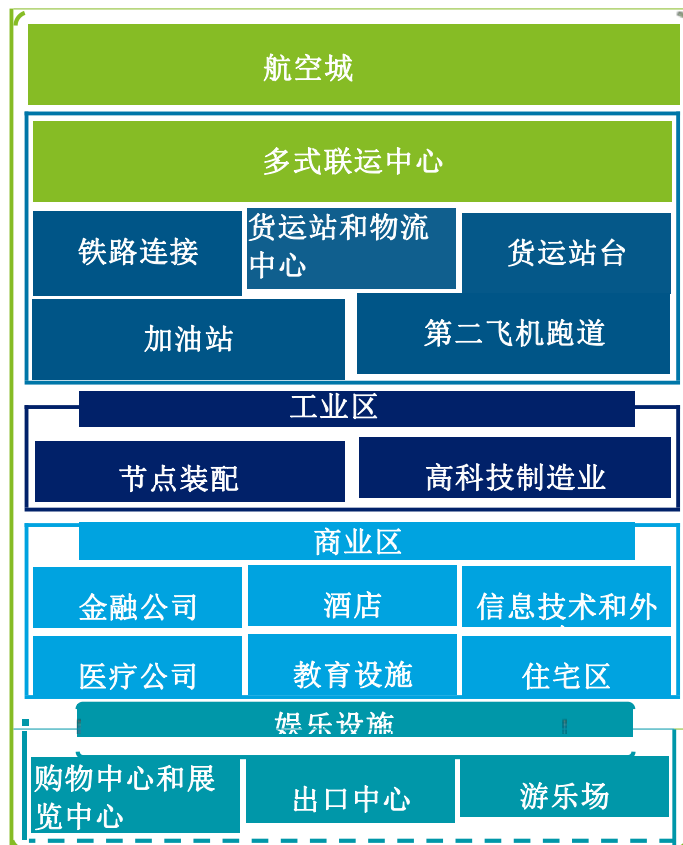 航空城
多式联运中心
铁路连接
货运站和物流
中心
货运站台
加油站
第二飞机跑道
工业区
节点装配
高科技制造业
商业区
金融公司
酒店
信息技术和外
医疗公司
教育设施
住宅区
娱乐设施
购物中心和展
览中心
出口中心
游乐场